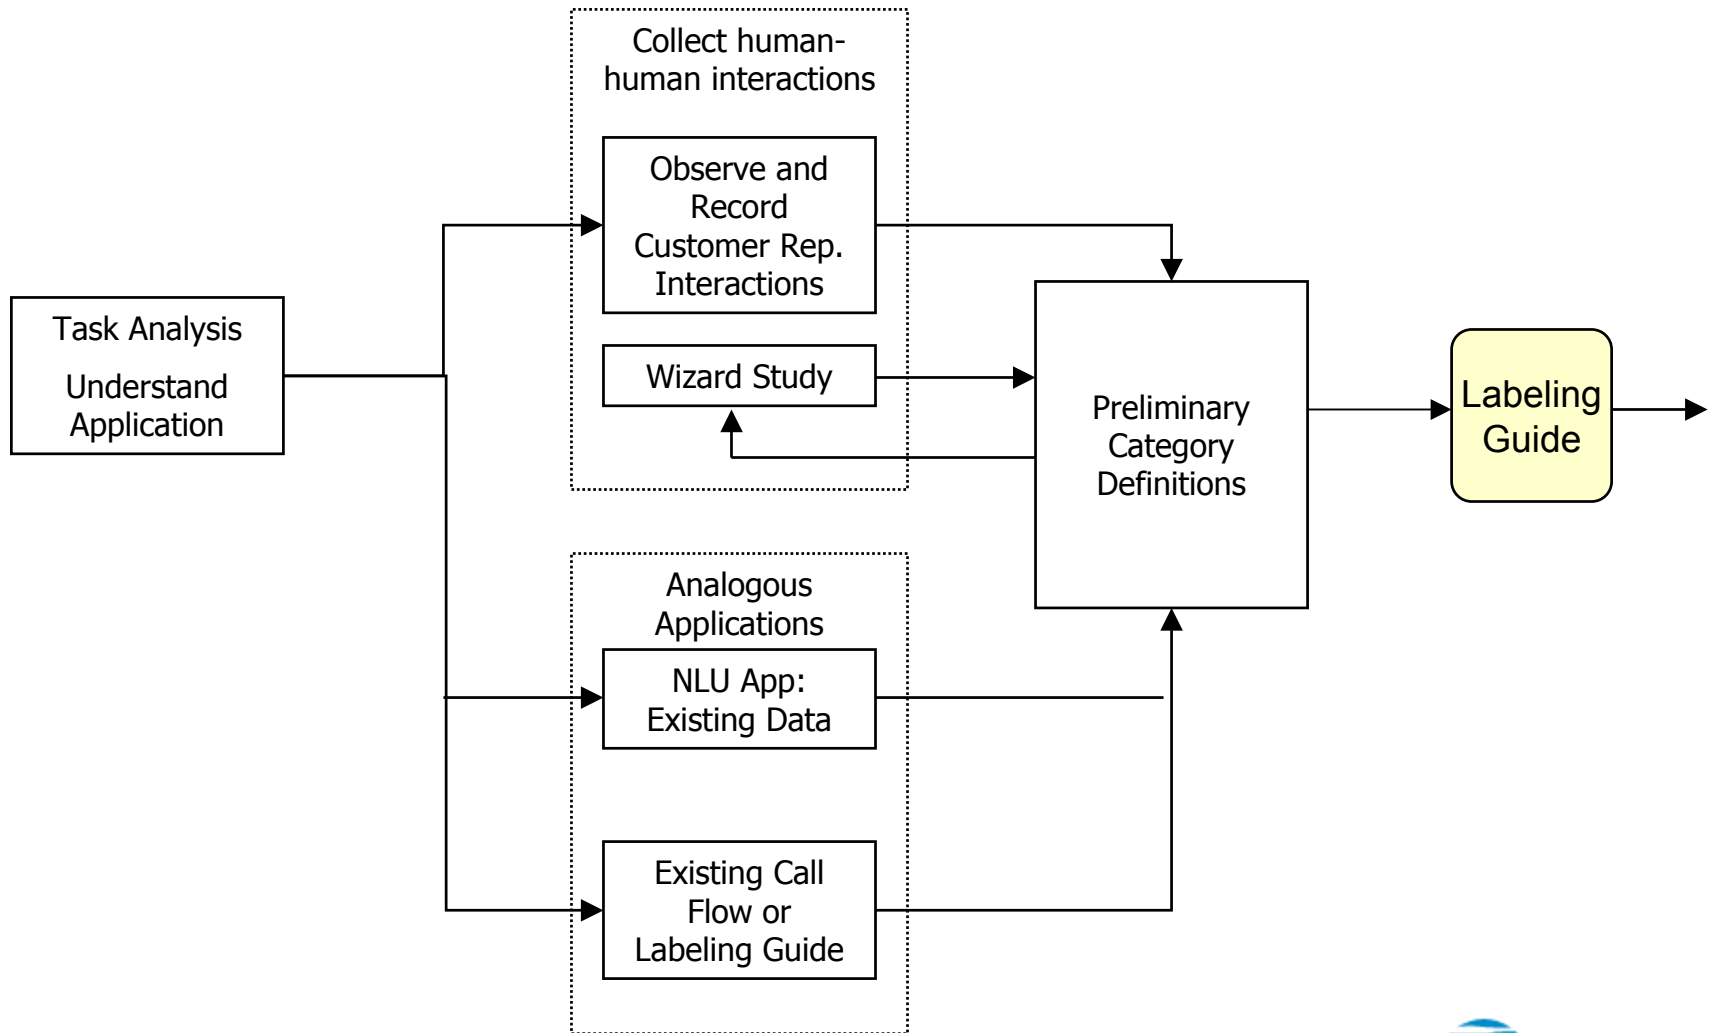 Collect human-
human interactions
Observe and
Record
Customer Rep.
Interactions
Task Analysis
Understand
Application
Wizard Study
Preliminary
Category
Definitions
Labeling
Guide
Analogous
Applications
NLU App:
Existing Data
Existing Call
Flow or
Labeling Guide